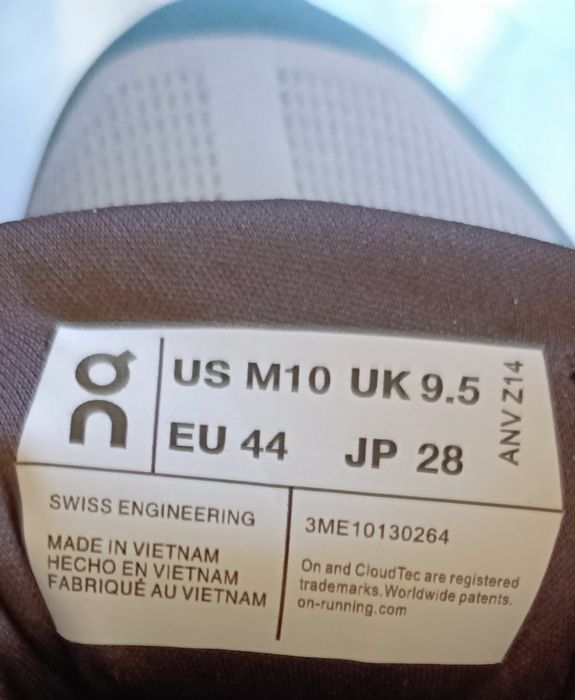 on
US M10 UK 9.5
EU 44 JP 28
ANV Z14
SWISS ENGINEERING
MADE IN VIETNAM
HECHO EN VIETNAM
FABRIQUÉ AU VIETNAM
3ME10130264
On and CloudTec are registered
trademarks. Worldwide patents.
on-running.com